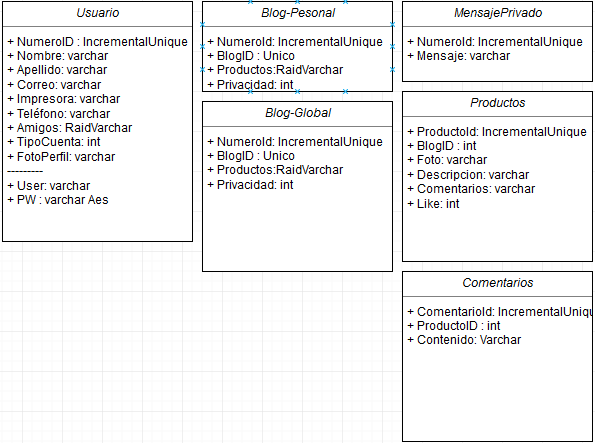 Usuario
+ NumeroID : IncrementalUnique
+ Nombre: varchar
+ Apellido: varchar
+ Correo: varchar
+ Impresora: varchar
+ Teléfono: varchar
+ Amigos: RaidVarchar
+ TipoCuenta: int
+ FotoPerfil: varchar
---------
+ User: varchar
+ PW : varchar Aes
Blog-Pesonal
+ NumeroId: IncrementalUnique
+ BlogID : Unico
+ Productos:RaidVarchar
+ Privacidad: int
Blog-Global
+ NumeroId: IncrementalUnique
+ BlogID : Unico
+ Productos:RaidVarchar
+ Privacidad: int
MensajePrivado
+ NumeroId: IncrementalUnique
+ Mensaje: varchar
Productos
+ ProductoId: IncrementalUnique
+ BlogID : int
+ Foto: varchar
+ Descripcion: varchar
+ Comentarios: varchar
+ Like: int
Comentarios
+ ComentarioId: IncrementalUniqu
+ ProductoID : int
+ Contenido: Varchar